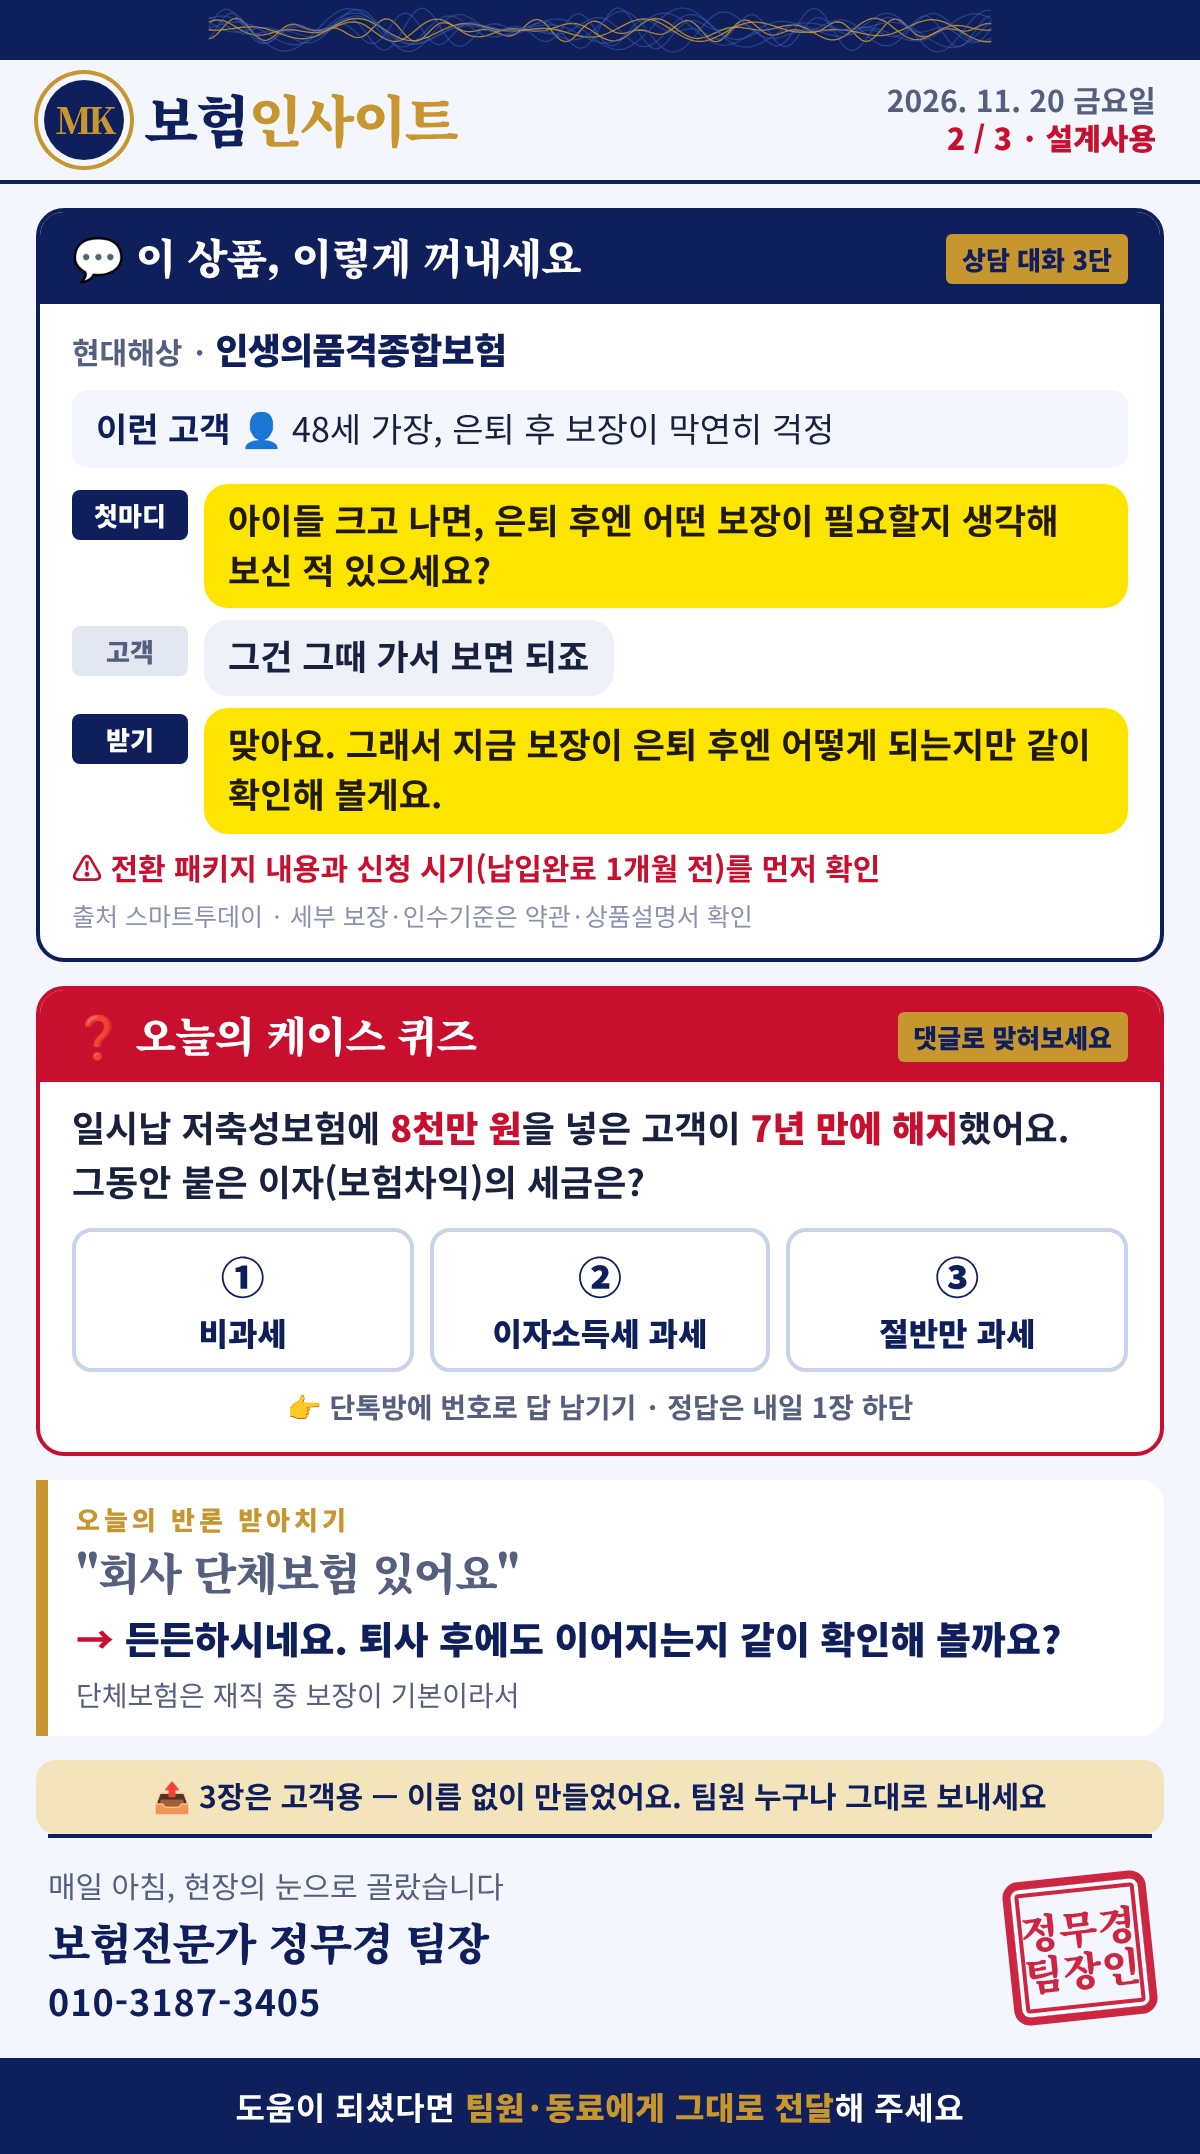 MK 보험인사이트
2026. 11. 20 금요일
2 / 3 · 설계사용
💬 이 상품, 이렇게 꺼내세요
상담 대화 3단
현대해상 · 인생의품격종합보험
이런 고객 👤 48세 가장, 은퇴 후 보장이 막연히 걱정
첫마디
아이들 크고 나면, 은퇴 후엔 어떤 보장이 필요할지 생각해
보신 적 있으세요?
고객
그건 그때 가서 보면 되죠
받기
맞아요. 그래서 지금 보장이 은퇴 후엔 어떻게 되는지만 같이
확인해 볼게요.
⚠ 전환 패키지 내용과 신청 시기(납입완료 1개월 전)를 먼저 확인
출처 스마트투데이 · 세부 보장·인수기준은 약관·상품설명서 확인
❓ 오늘의 케이스 퀴즈
댓글로 맞혀보세요
일시납 저축성보험에 8천만 원을 넣은 고객이 7년 만에 해지했어요.
그동안 붙은 이자(보험차익)의 세금은?
①
비과세
②
이자소득세 과세
③
절반만 과세
👉 단톡방에 번호로 답 남기기 · 정답은 내일 1장 하단
오늘의 반론 받아치기
"회사 단체보험 있어요"
→ 든든하시네요. 퇴사 후에도 이어지는지 같이 확인해 볼까요?
단체보험은 재직 중 보장이 기본이라서
📤 3장은 고객용 — 이름 없이 만들었어요. 팀원 누구나 그대로 보내세요
매일 아침, 현장의 눈으로 골랐습니다
보험전문가 정무경 팀장
010-3187-3405
정무경
팀장인
도움이 되셨다면 팀원·동료에게 그대로 전달해 주세요